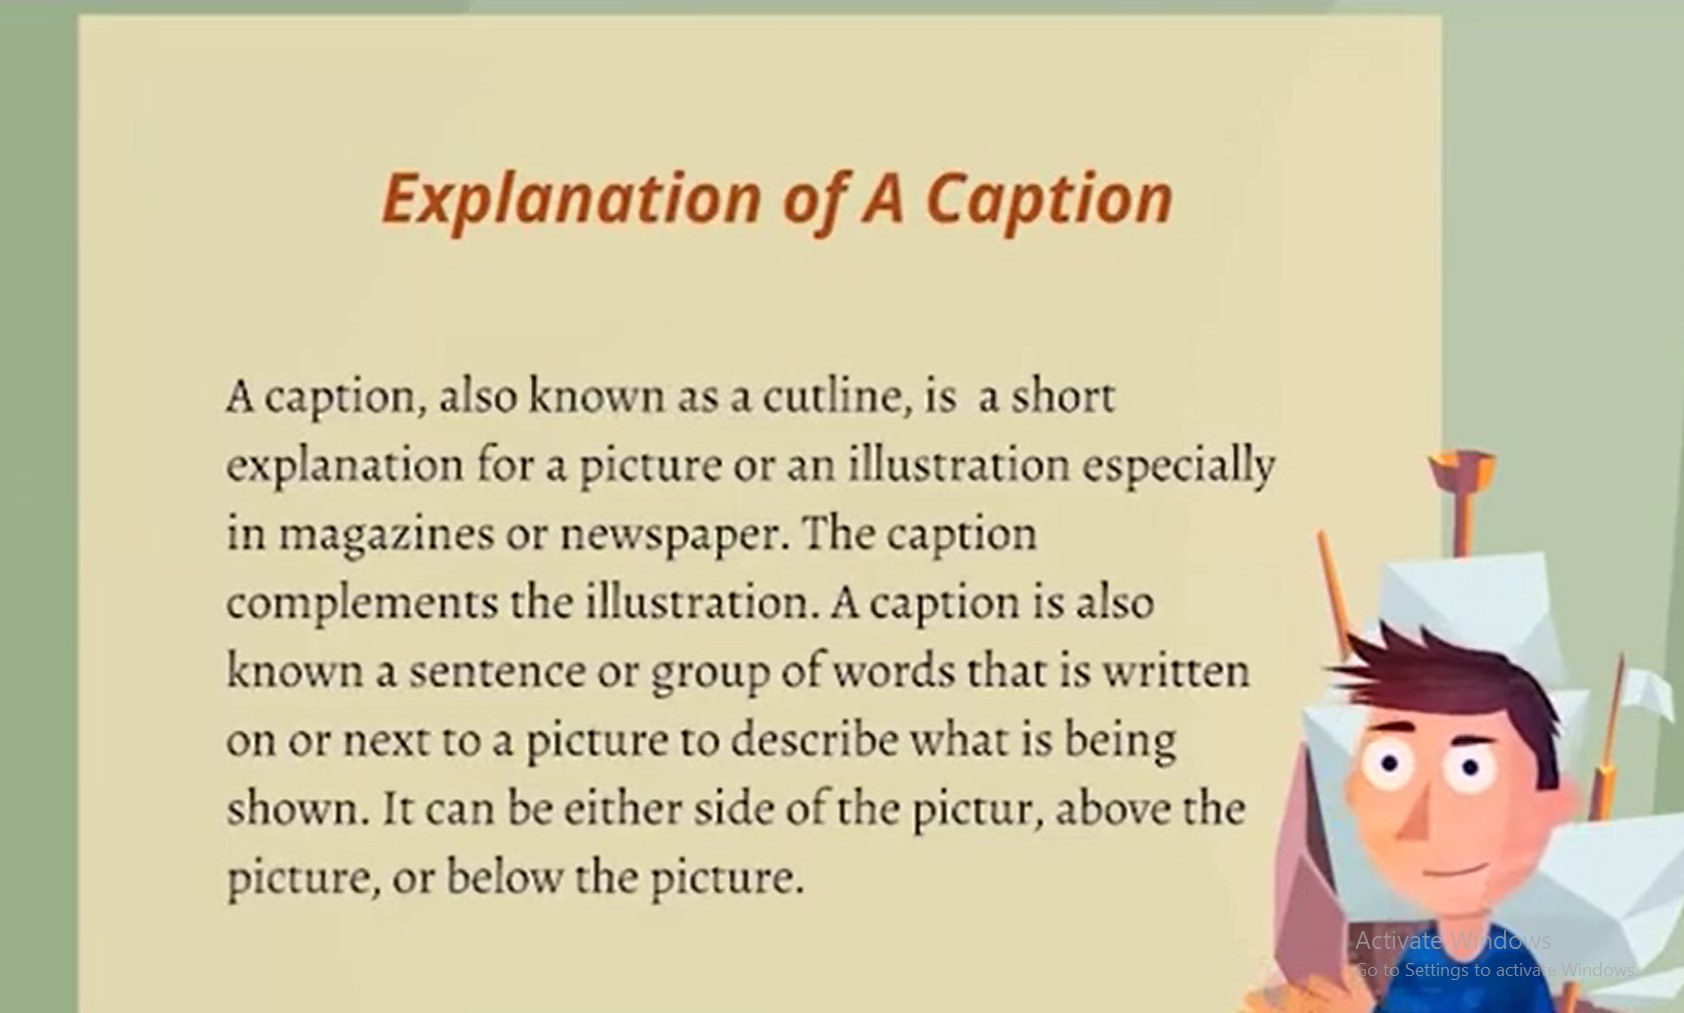 Explanation of A Caption
A caption, also known as a cutline, is a short
explanation for a picture or an illustration especially
in magazines or newspaper. The caption
complements the illustration. A caption is also
known a sentence or group of words that is written
on or next to a picture to describe what is being
shown. It can be either side of the pictur, above the
picture, or below the picture.
Activate Windows
Go to Settings to activate Windows.